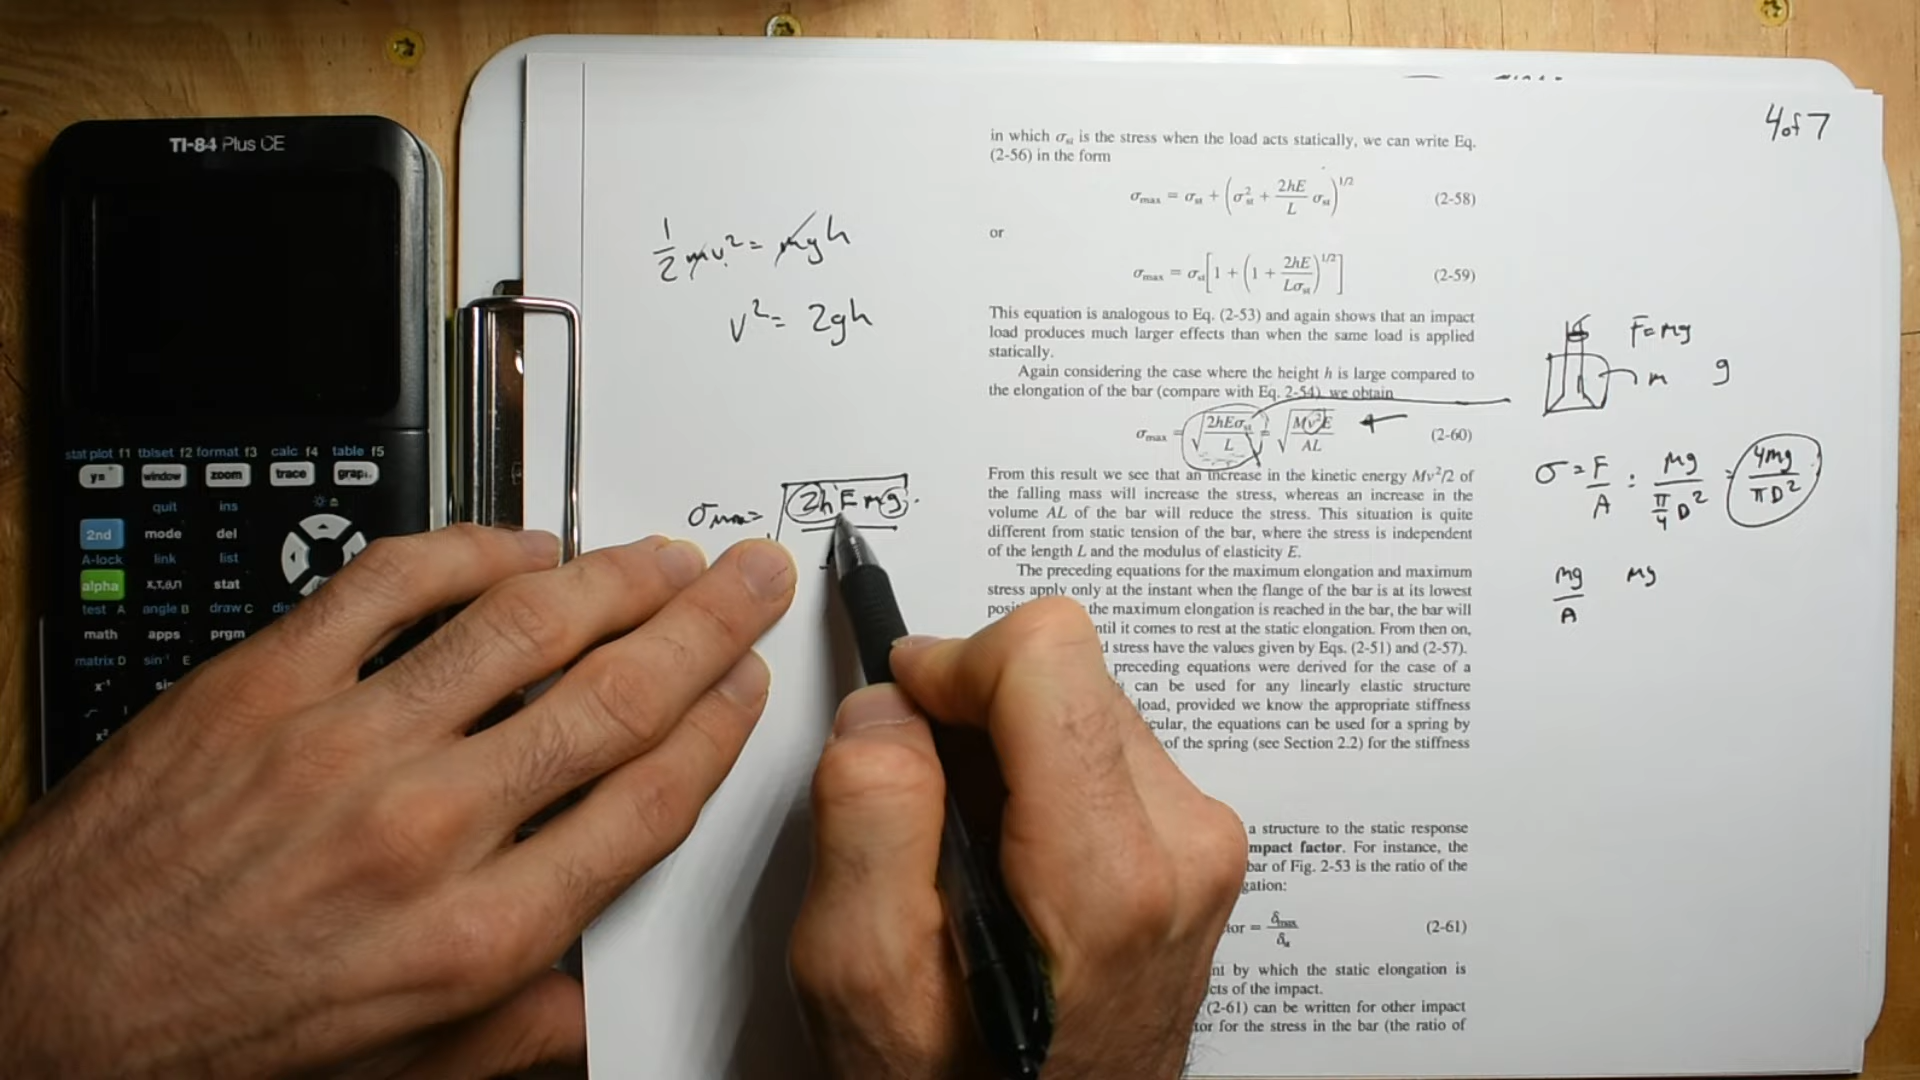 4 of 7
TI-84 Plus CE
stat plot f1 tblset f2 format f3 calc f4 table f5
y= window zoom trace graph
quit ins
2nd mode del
A-lock link list
alpha X,T,θ,n stat
test A angle B draw C
math apps prgm
matrix D sin⁻¹ E
x⁻¹
x²
1/2 mv² = mgh
v² = 2gh
σmax = √ 2hEmg
in which σst is the stress when the load acts statically, we can write Eq.
(2-56) in the form
σmax = σst + (σ²st + 2hE/L σst)^1/2 (2-58)
or
σmax = σst[1 + (1 + 2hE/Lσst)^1/2] (2-59)
This equation is analogous to Eq. (2-53) and again shows that an impact
load produces much larger effects than when the same load is applied
statically.
Again considering the case where the height h is large compared to
the elongation of the bar (compare with Eq. 2-54), we obtain
σmax = √2hEσst/L = √Mv²E/AL (2-60)
From this result we see that an increase in the kinetic energy Mv²/2 of
the falling mass will increase the stress, whereas an increase in the
volume AL of the bar will reduce the stress. This situation is quite
different from static tension of the bar, where the stress is independent
of the length L and the modulus of elasticity E.
The preceding equations for the maximum elongation and maximum
stress apply only at the instant when the flange of the bar is at its lowest
the maximum elongation is reached in the bar, the bar will
until it comes to rest at the static elongation. From then on,
stress have the values given by Eqs. (2-51) and (2-57).
preceding equations were derived for the case of a
can be used for any linearly elastic structure
load, provided we know the appropriate stiffness
the equations can be used for a spring by
of the spring (see Section 2.2) for the stiffness
a structure to the static response
impact factor. For instance, the
bar of Fig. 2-53 is the ratio of the
= δmax/δst (2-61)
by which the static elongation is
of the impact.
(2-61) can be written for other impact
for the stress in the bar (the ratio of
F=mg
m g
σ = F/A = mg/(π/4 D²) = 4mg/πD²
mg/A mg